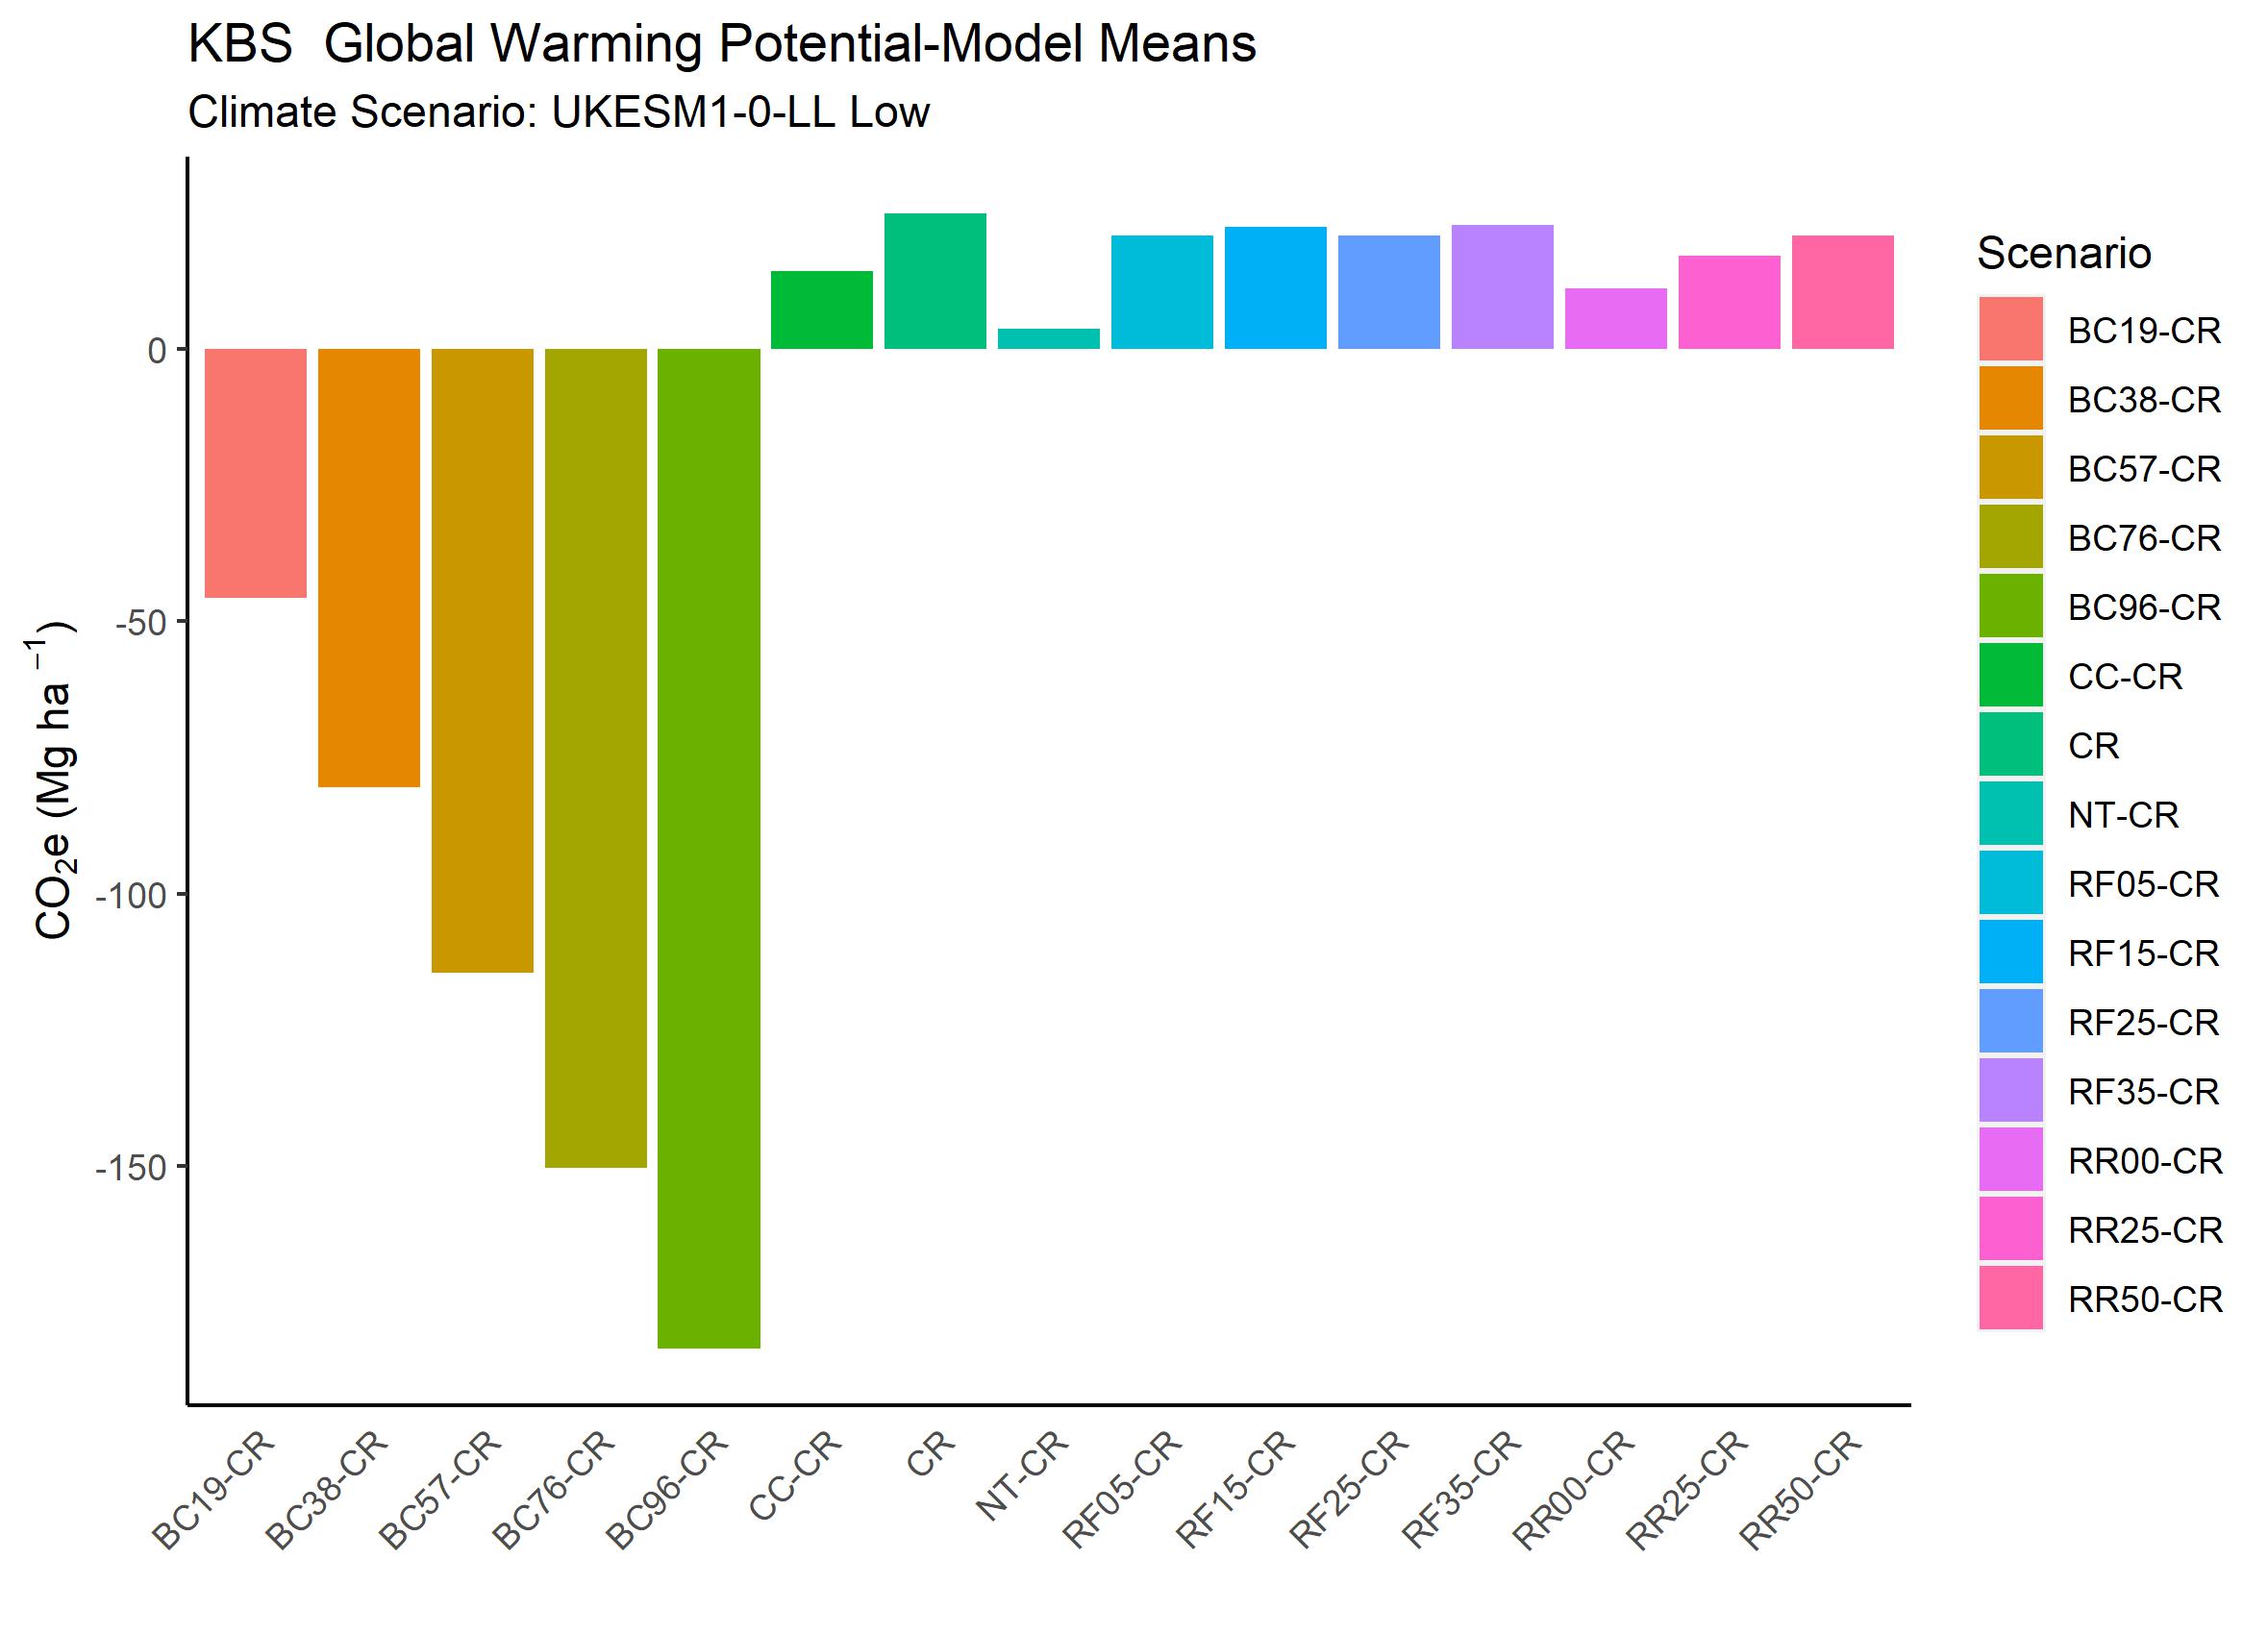 KBS  Global Warming Potential-Model Means
Climate Scenario: UKESM1-0-LL Low
CO₂e (Mg ha ⁻¹)
0
-50
-100
-150
BC19-CR
BC38-CR
BC57-CR
BC76-CR
BC96-CR
CC-CR
CR
NT-CR
RF05-CR
RF15-CR
RF25-CR
RF35-CR
RR00-CR
RR25-CR
RR50-CR
Scenario
BC19-CR
BC38-CR
BC57-CR
BC76-CR
BC96-CR
CC-CR
CR
NT-CR
RF05-CR
RF15-CR
RF25-CR
RF35-CR
RR00-CR
RR25-CR
RR50-CR